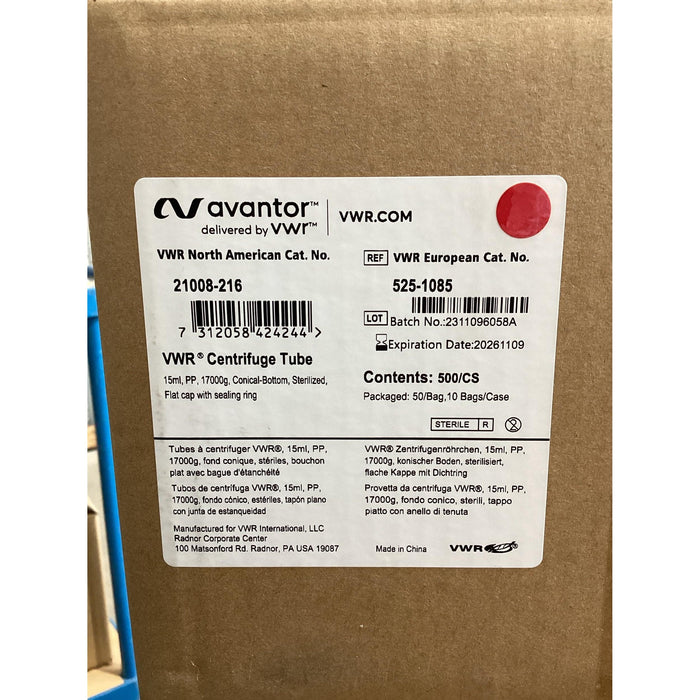 avantor™
delivered by vwr™
VWR.COM
VWR North American Cat. No.
21008-216
7 312058 424244 >
REF VWR European Cat. No.
525-1085
LOT Batch No.:2311096058A
Expiration Date:20261109
VWR® Centrifuge Tube
15ml, PP, 17000g, Conical-Bottom, Sterilized,
Flat cap with sealing ring
Contents: 500/CS
Packaged: 50/Bag,10 Bags/Case
STERILE R
2
Tubes à centrifuger VWR®, 15ml, PP,
17000g, fond conique, stériles, bouchon
plat avec bague d'étanchéité
VWR® Zentrifugenröhrchen, 15ml, PP,
17000g, konischer Boden, sterilisiert,
flache Kappe mit Dichtring
Tubos de centrifuga VWR®, 15ml, PP,
17000g, fondo cónico, estériles, tapón plano
con junta de estanqueidad
Provetta da centrifuga VWR®, 15ml, PP,
17000g, fondo conico, sterili, tappo
piatto con anello di tenuta
Manufactured for VWR International, LLC
Radnor Corporate Center
100 Matsonford Rd. Radnor, PA USA 19087
Made in China
VWR